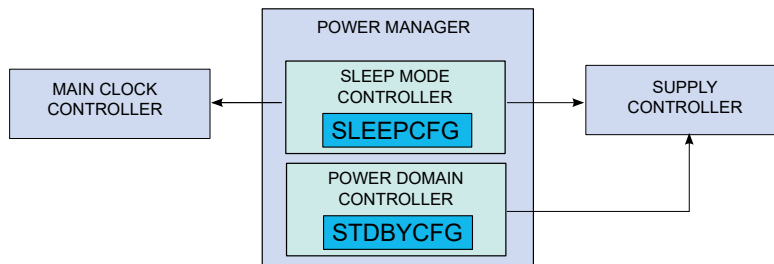 POWER MANAGER
MAIN CLOCK
CONTROLLER
SLEEP MODE
CONTROLLER
SLEEPCFG
SUPPLY
CONTROLLER
POWER DOMAIN
CONTROLLER
STDBYCFG